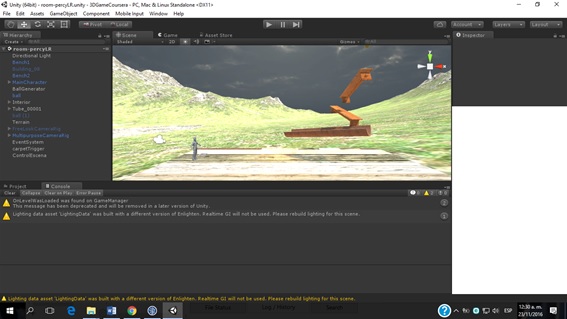 Unity (64bit) - room-percyLR - 3DGameCoursera - PC, Mac & Linux Standalone <DX11>
File Edit Assets GameObject Component Mobile Input Window Help
Pivot Local Account Layers Layout
Hierarchy Scene Game Asset Store Inspector
Create Shaded 2D Gizmos
room-percyLR
Directional Light
Bench1
Bench2
MainCharacter
BallGenerator
ball
Interior
Tube_00001
Terrain
FreeLookCameraRig
MultipurposeCameraRig
EventSystem
carpetTrigger
ControlEscena
Project Console
Clear Collapse Clear on Play Error Pause
OnLevelWasLoaded was found on GameManager
This message has been deprecated and will be removed in a later version of Unity.
Lighting data asset 'LightingData' was built with a different version of Enlighten. Realtime GI will not be used. Please rebuild lighting for this scene.
Lighting data asset 'LightingData' was built with a different version of Enlighten. Realtime GI will not be used. Please rebuild lighting for this scene.
ESP
12:30 a. m.
23/11/2016